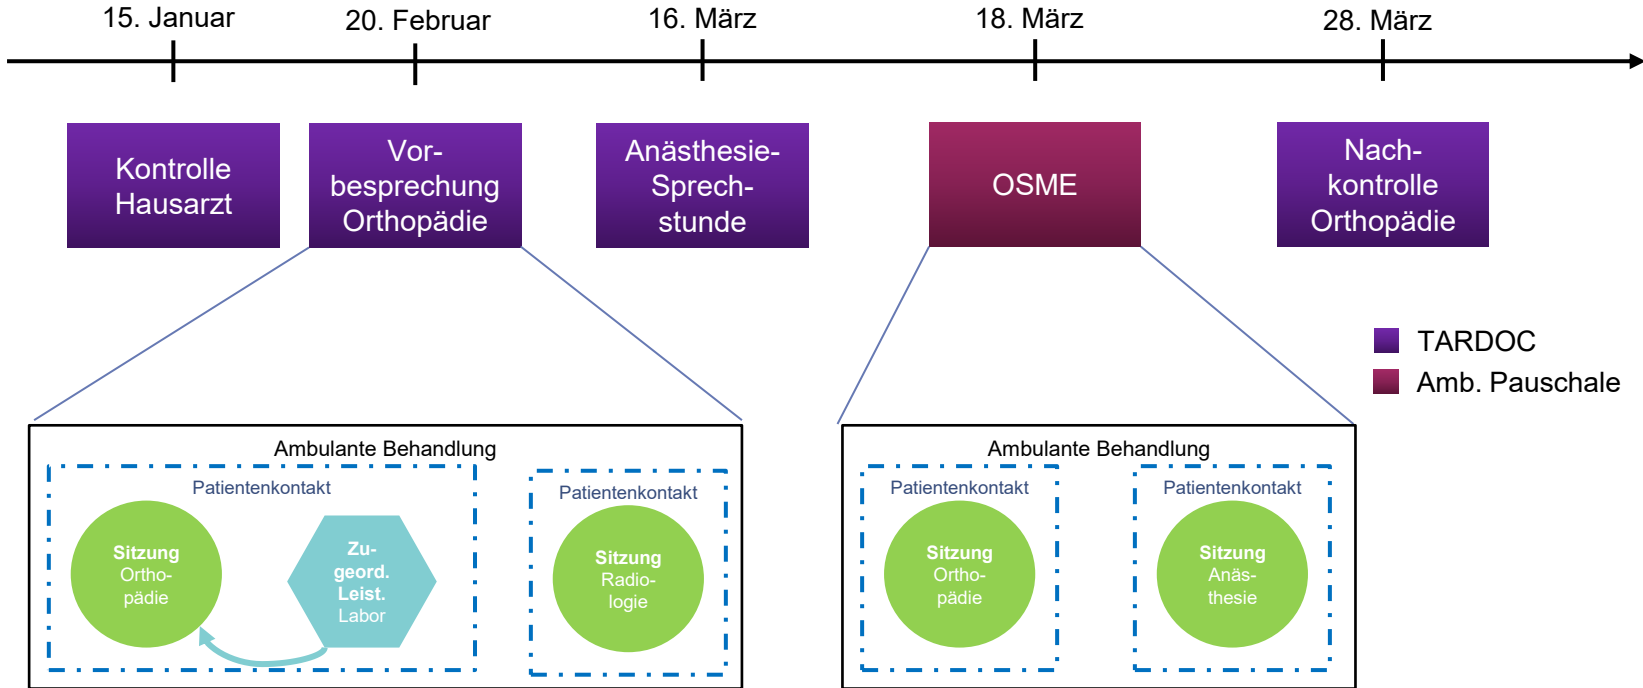 15. Januar
20. Februar
16. März
18. März
28. März
Kontrolle
Hausarzt
Vor-
besprechung
Orthopädie
Anästhesie-
Sprech-
stunde
OSME
Nach-
kontrolle
Orthopädie
TARDOC
Amb. Pauschale
Ambulante Behandlung
Patientenkontakt
Sitzung
Ortho-
pädie
Zu-
geord.
Leist.
Labor
Patientenkontakt
Sitzung
Radio-
logie
Ambulante Behandlung
Patientenkontakt
Sitzung
Ortho-
pädie
Patientenkontakt
Sitzung
Anäs-
thesie